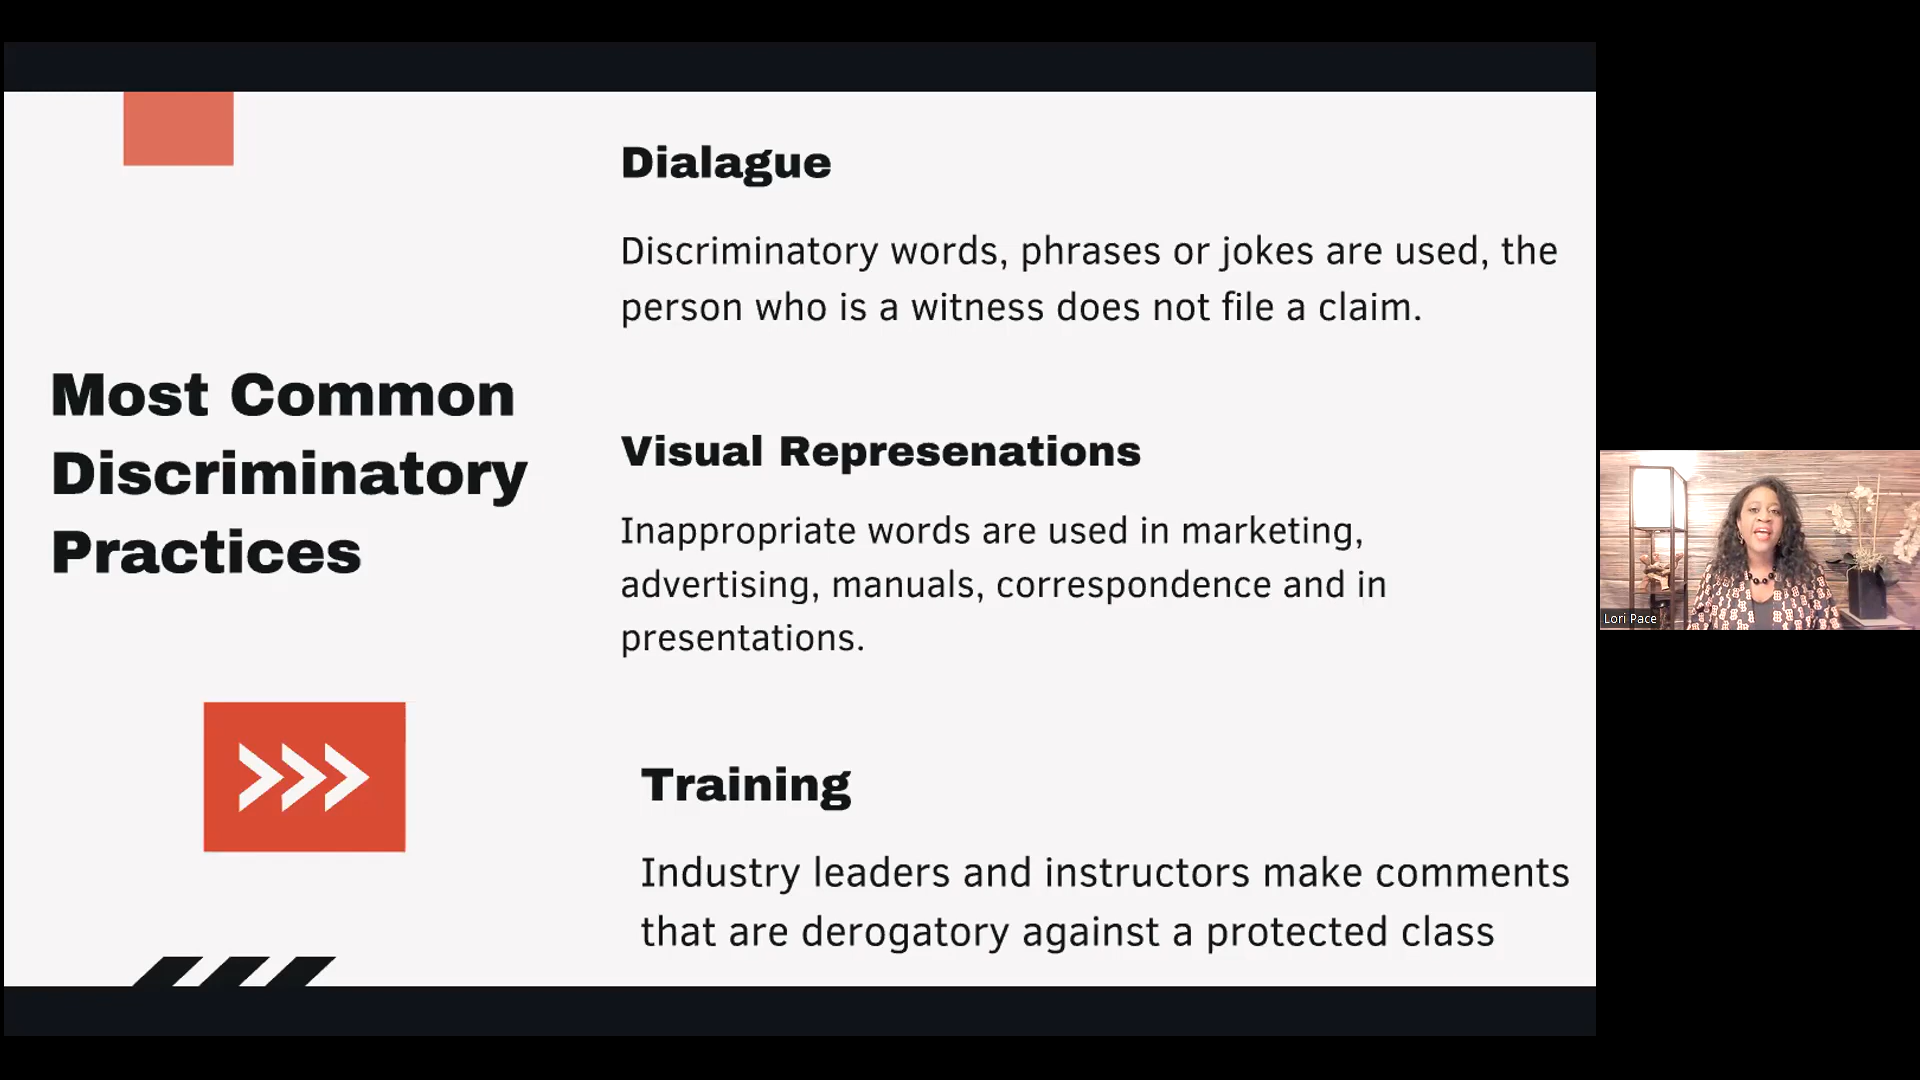 Most Common
Discriminatory
Practices
Dialague
Discriminatory words, phrases or jokes are used, the
person who is a witness does not file a claim.
Visual Represenations
Inappropriate words are used in marketing,
advertising, manuals, correspondence and in
presentations.
Training
Industry leaders and instructors make comments
that are derogatory against a protected class
Lori Pace